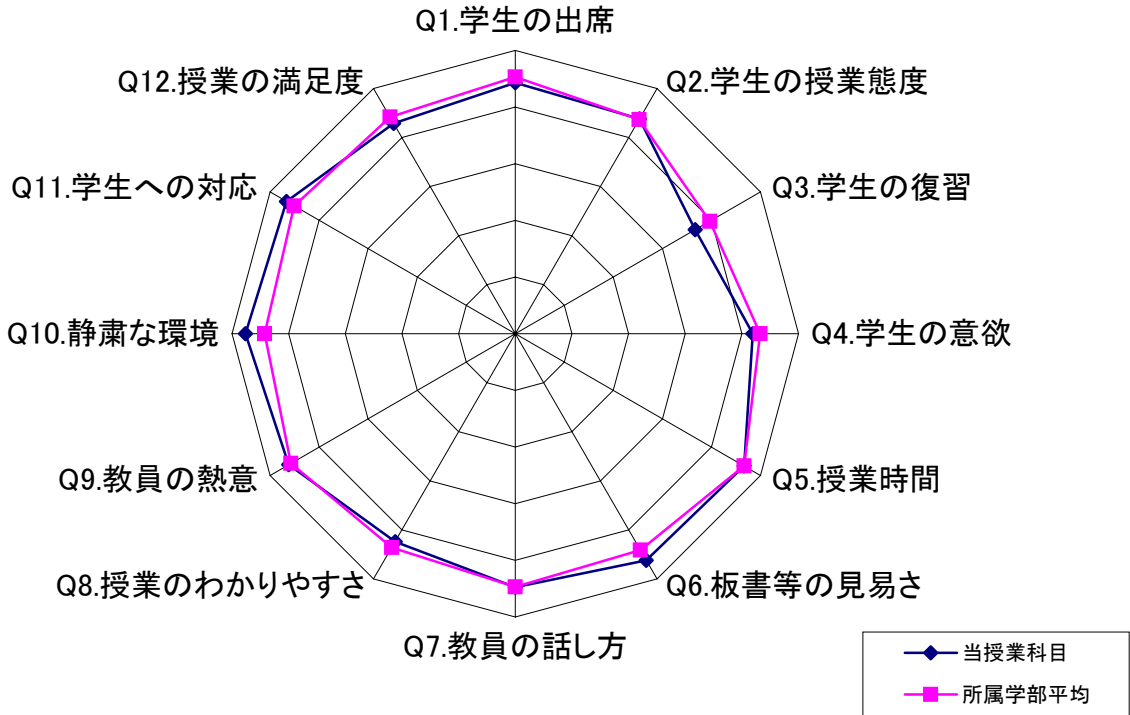 Q1.学生の出席
Q2.学生の授業態度
Q3.学生の復習
Q4.学生の意欲
Q5.授業時間
Q6.板書等の見易さ
Q7.教員の話し方
Q8.授業のわかりやすさ
Q9.教員の熱意
Q10.静粛な環境
Q11.学生への対応
Q12.授業の満足度
当授業科目
所属学部平均